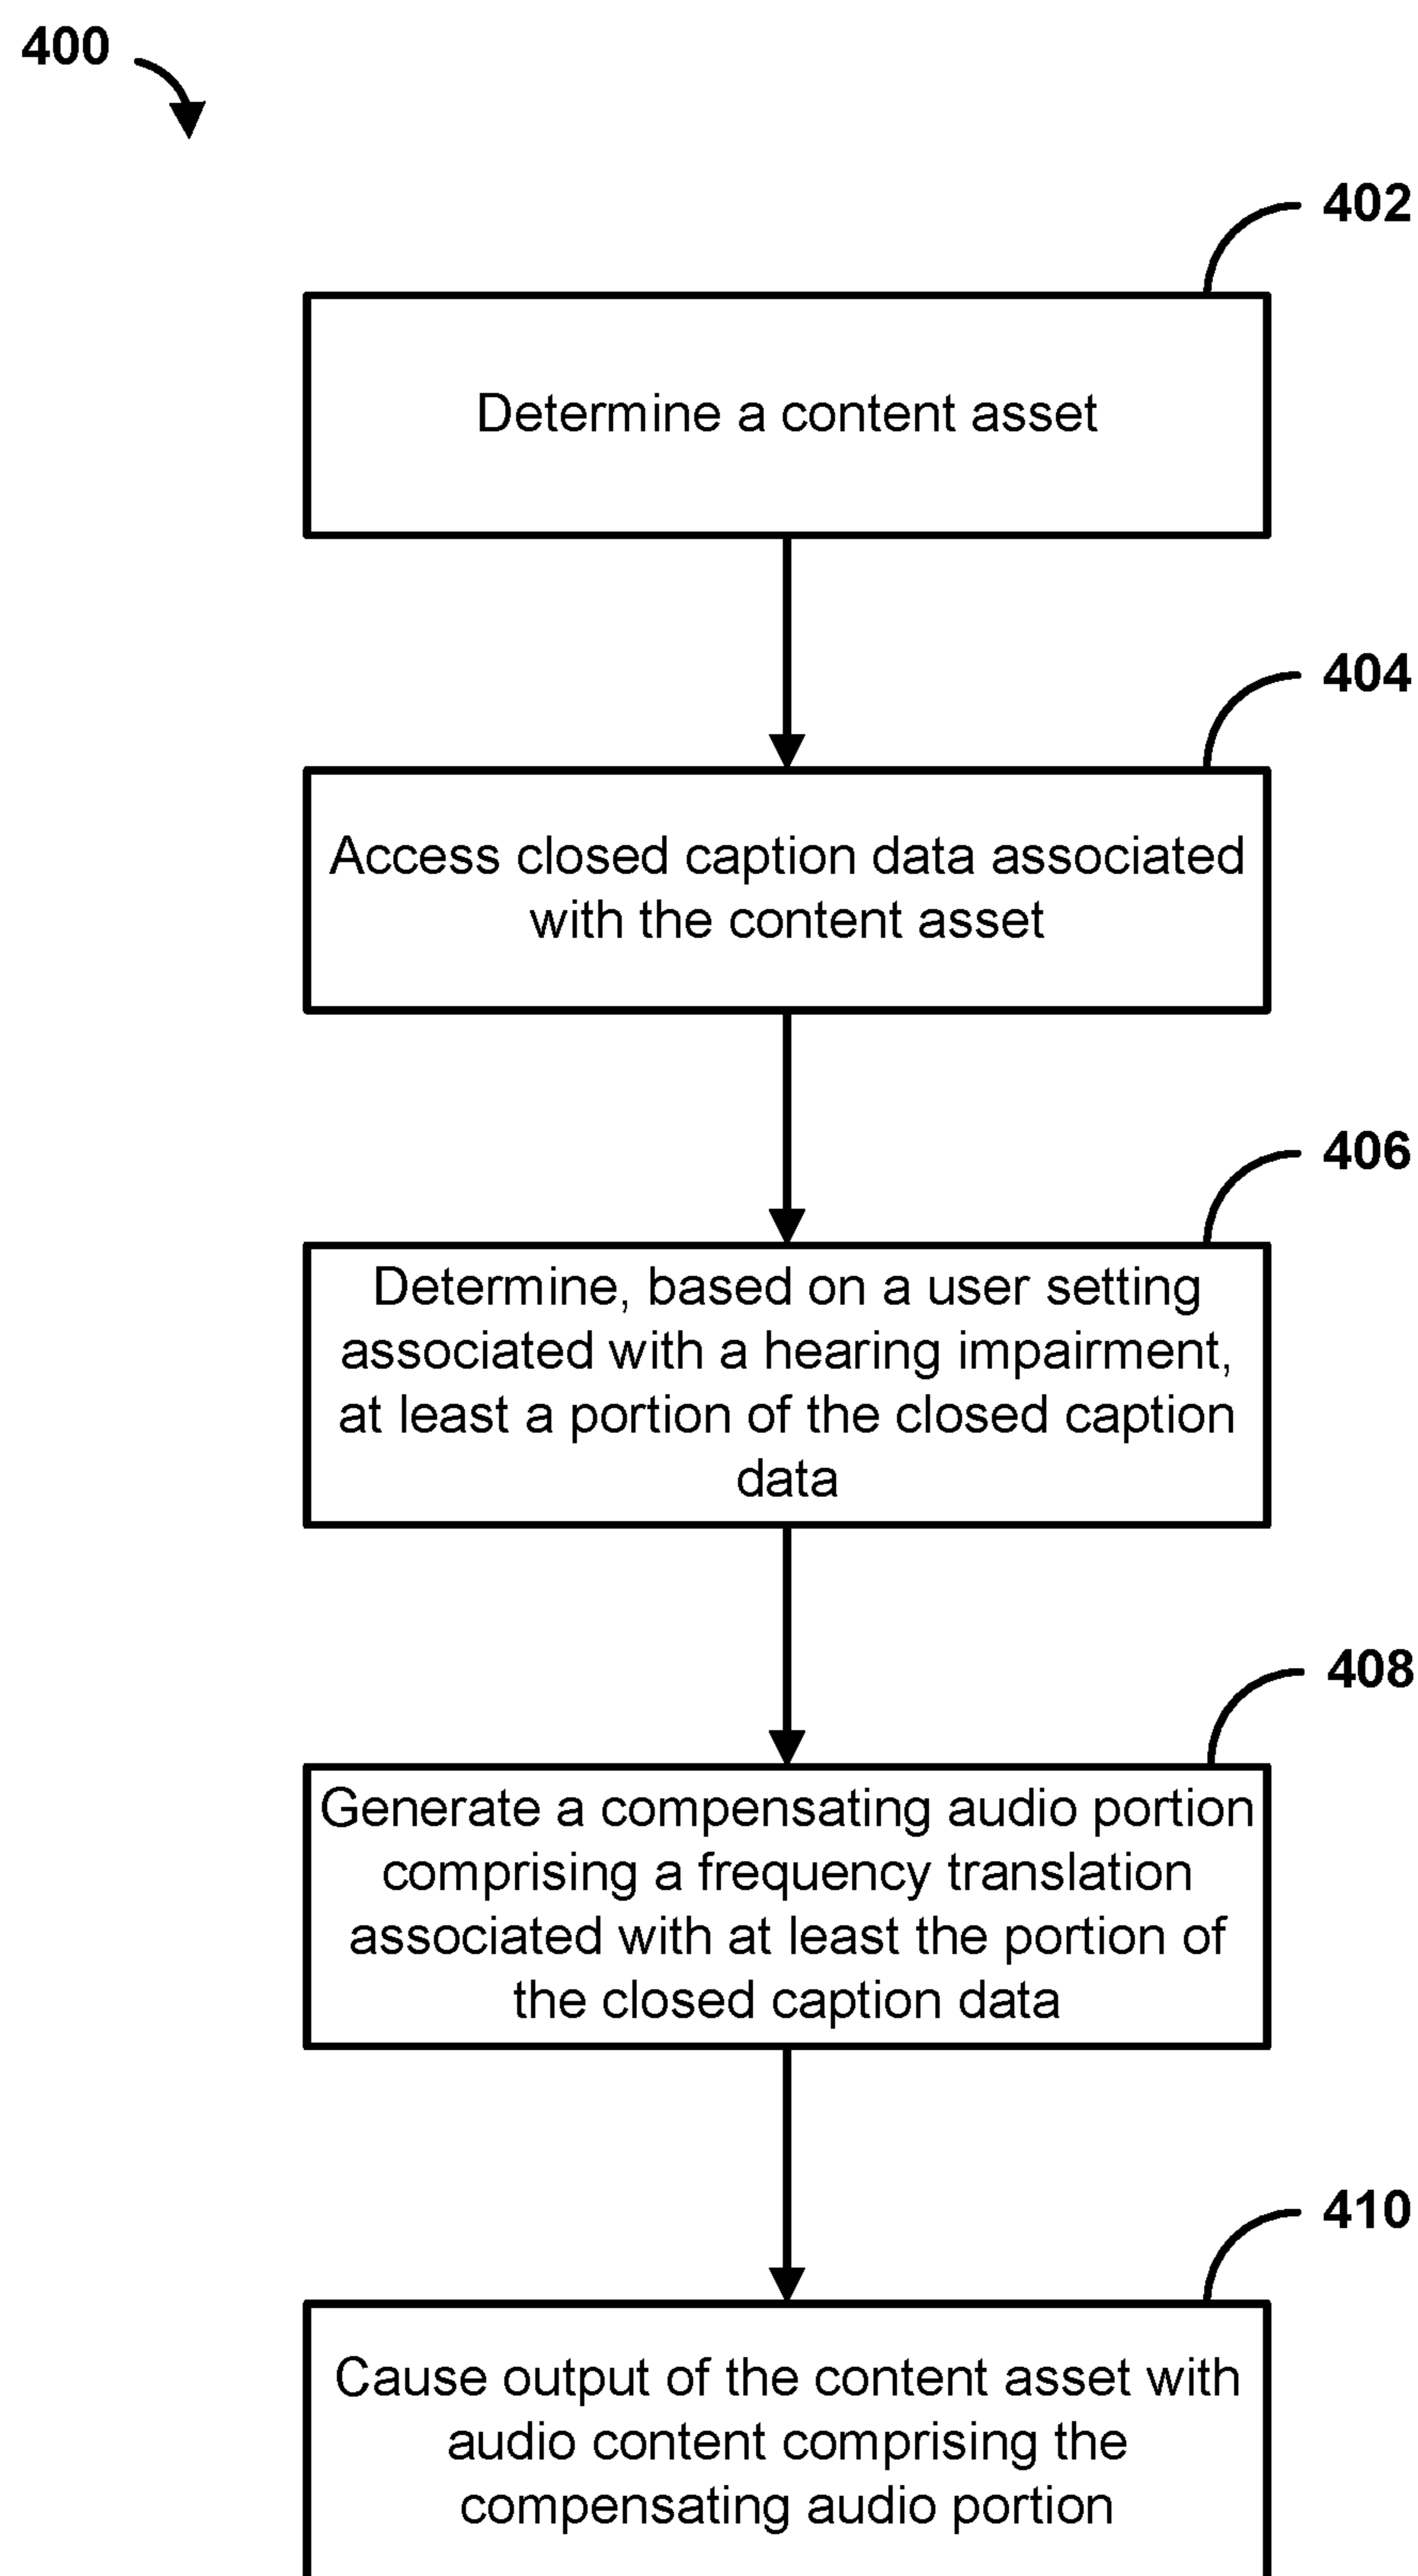 400
402
Determine a content asset
404
Access closed caption data associated
with the content asset
406
Determine, based on a user setting
associated with a hearing impairment,
at least a portion of the closed caption
data
408
Generate a compensating audio portion
comprising a frequency translation
associated with at least the portion of
the closed caption data
410
Cause output of the content asset with
audio content comprising the
compensating audio portion